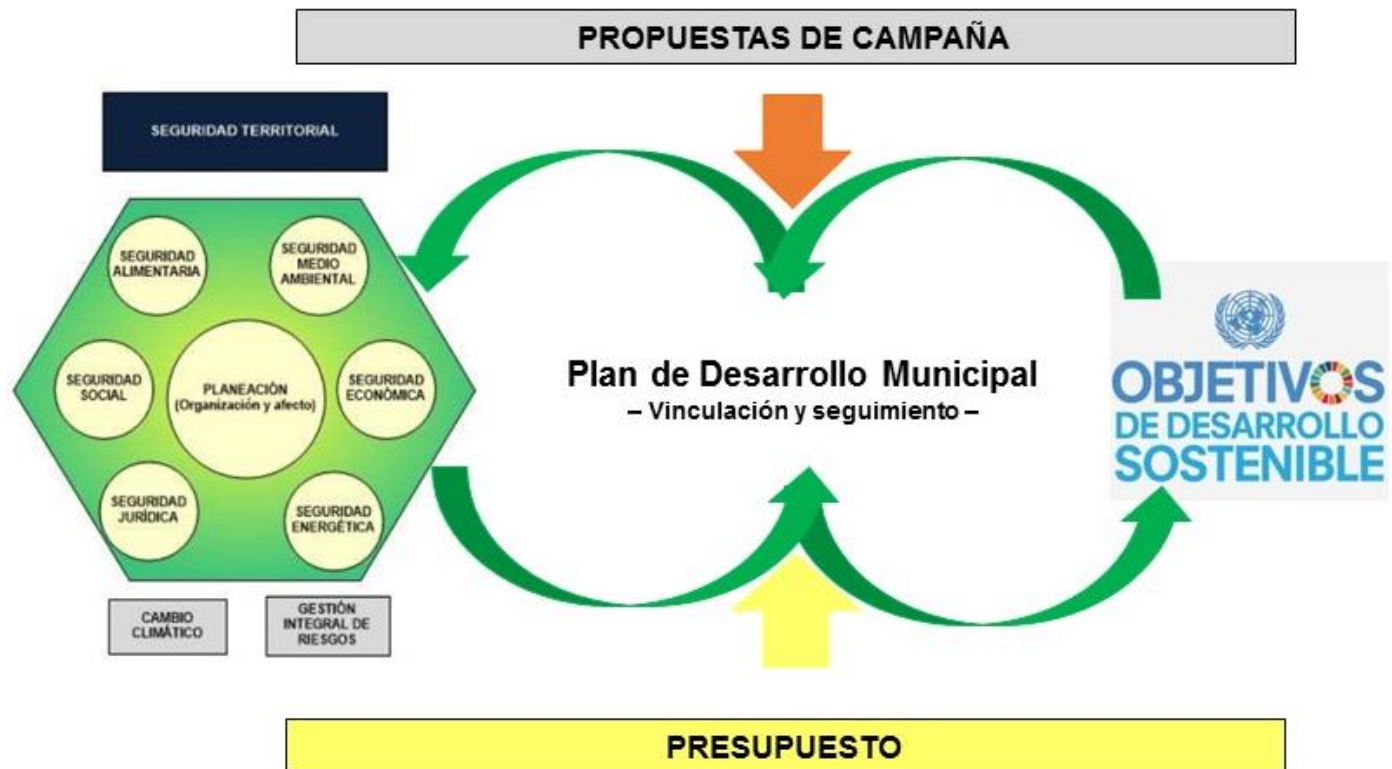 PROPUESTAS DE CAMPAÑA
SEGURIDAD TERRITORIAL
SEGURIDAD
ALIMENTARIA
SEGURIDAD
MEDIO
AMBIENTAL
SEGURIDAD
SOCIAL
PLANEACIÓN
(Organización y afecto)
SEGURIDAD
ECONÓMICA
SEGURIDAD
JURÍDICA
SEGURIDAD
ENERGÉTICA
CAMBIO
CLIMÁTICO
GESTIÓN
INTEGRAL DE
RIESGOS
Plan de Desarrollo Municipal
– Vinculación y seguimiento –
OBJETIVOS
DE DESARROLLO
SOSTENIBLE
PRESUPUESTO